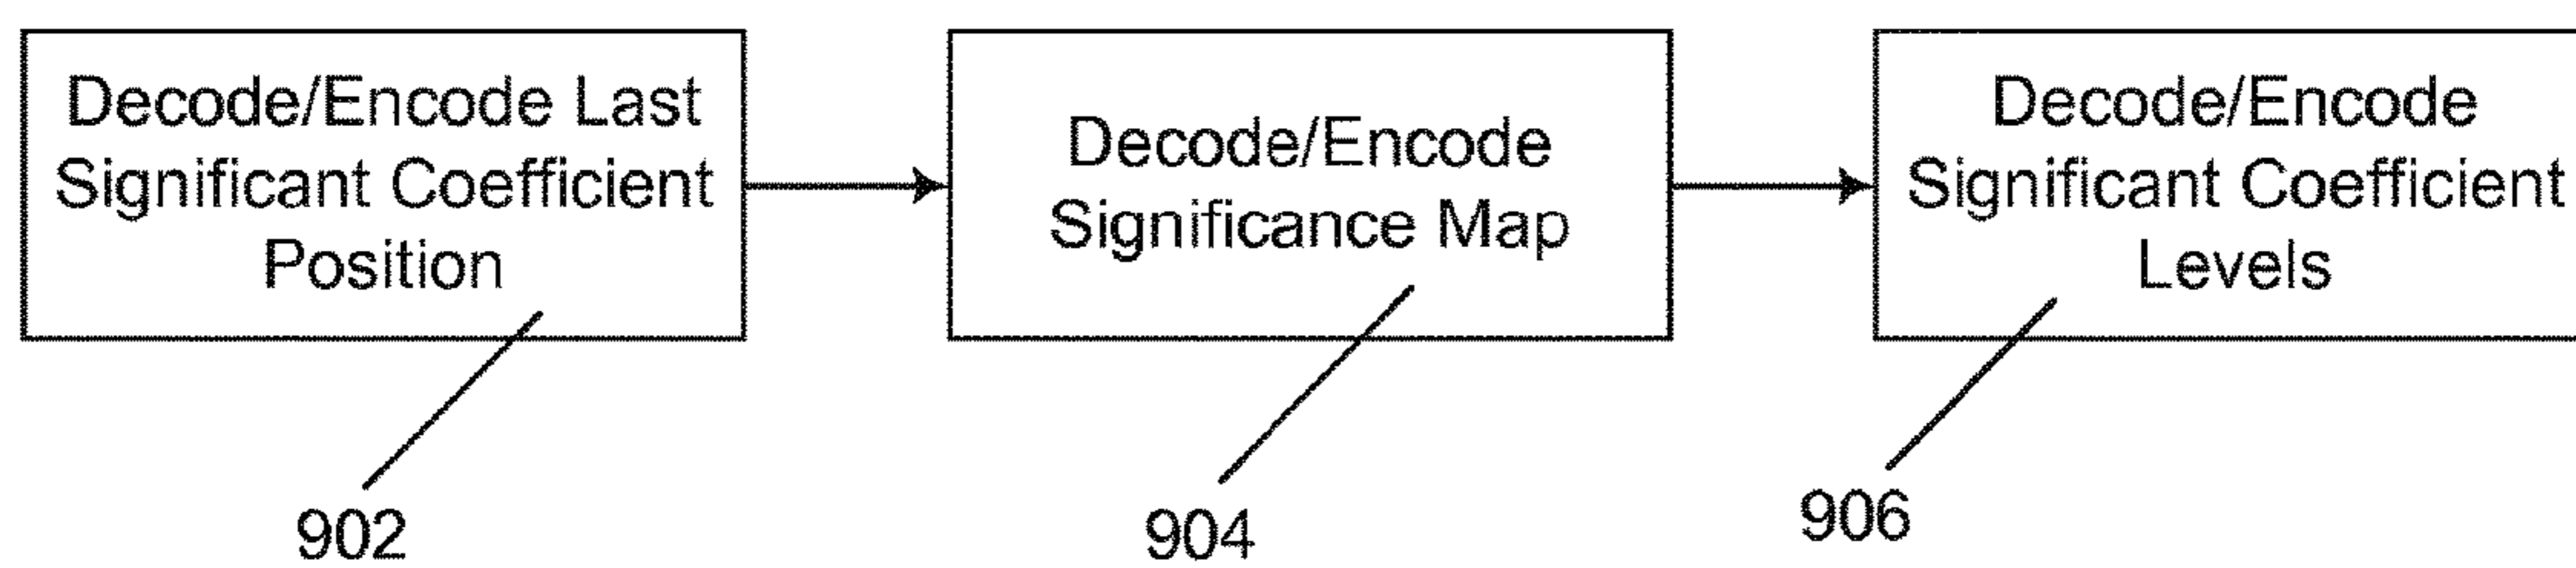 Decode/Encode Last
Significant Coefficient
Position
Decode/Encode
Significance Map
Decode/Encode
Significant Coefficient
Levels
902
904
906